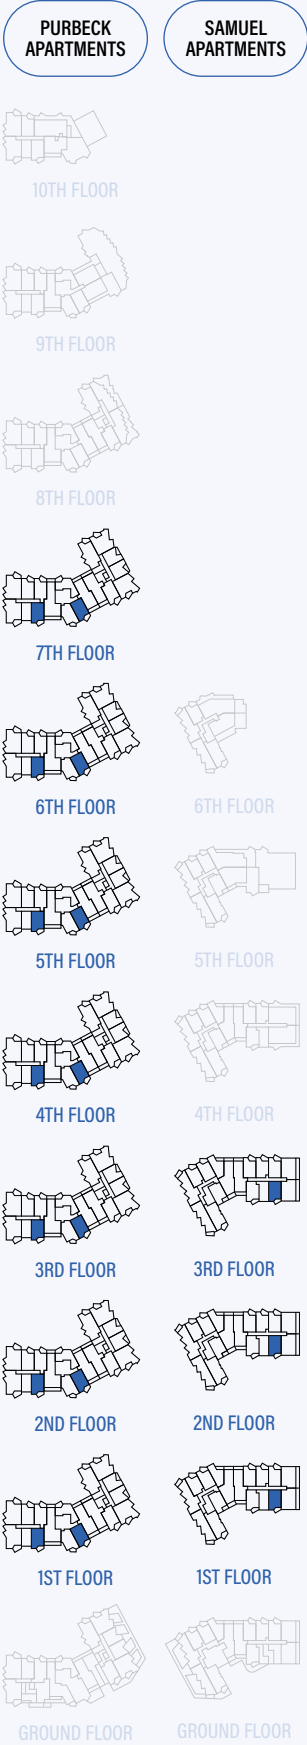 PURBECK
APARTMENTS
SAMUEL
APARTMENTS
10TH FLOOR
9TH FLOOR
8TH FLOOR
7TH FLOOR
6TH FLOOR
6TH FLOOR
5TH FLOOR
5TH FLOOR
4TH FLOOR
4TH FLOOR
3RD FLOOR
3RD FLOOR
2ND FLOOR
2ND FLOOR
1ST FLOOR
1ST FLOOR
GROUND FLOOR
GROUND FLOOR